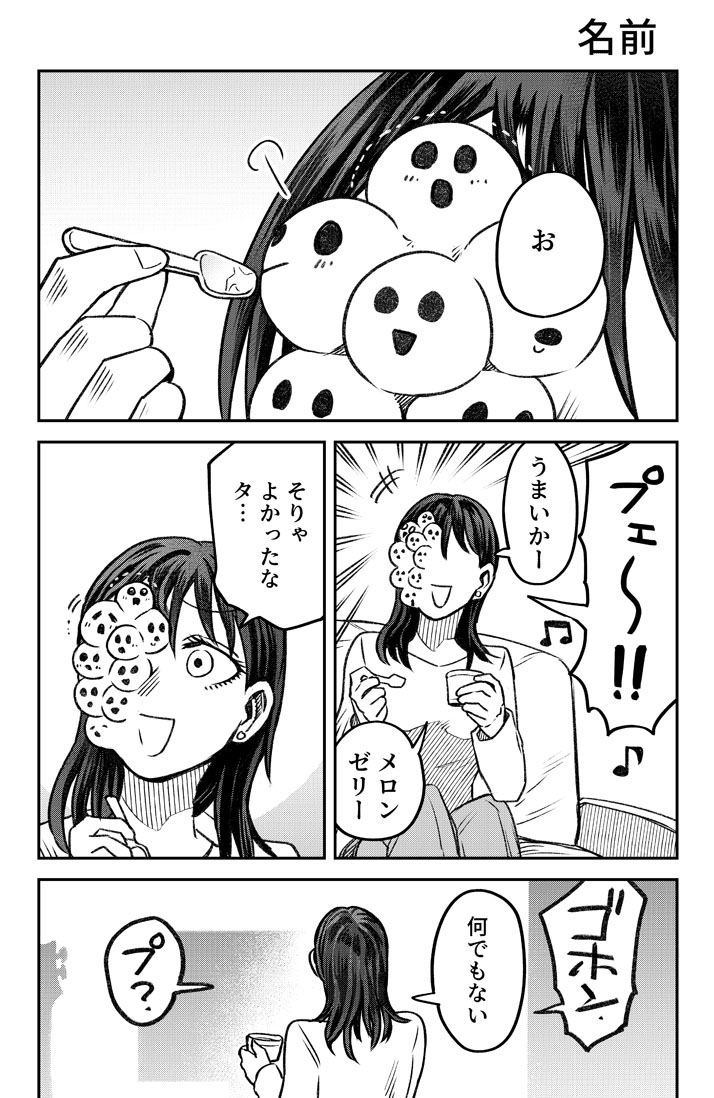 名前
お
プェ〜〜!!
うまいかー
メロン
ゼリー
そりゃ
よかったな
タ…
ゴホン
何でもない
プ?